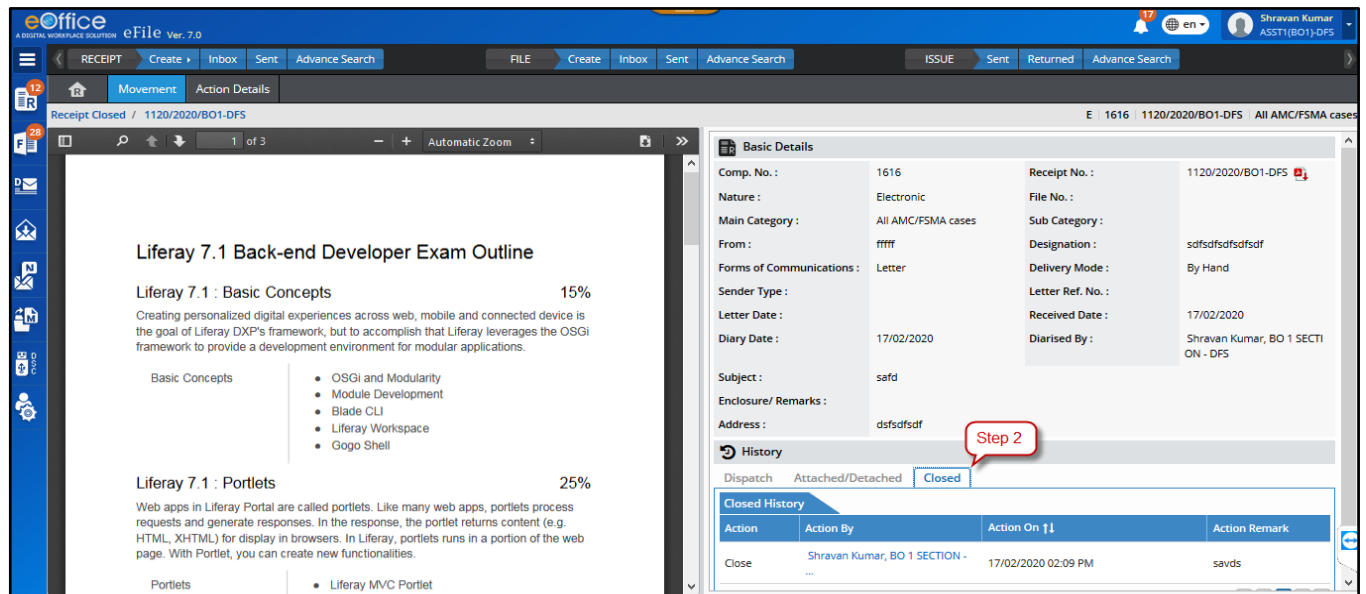 eOffice
A DIGITAL WORKPLACE SOLUTION eFile Ver. 7.0
17 en Shravan Kumar
ASST1(BO1)-DFS
RECEIPT Create Inbox Sent Advance Search FILE Create Inbox Sent Advance Search ISSUE Sent Returned Advance Search
12 R R Movement Action Details
Receipt Closed / 1120/2020/BO1-DFS E 1616 1120/2020/BO1-DFS All AMC/FSMA cases
28 F
1 of 3 − + Automatic Zoom
Basic Details
Comp. No. : 1616 Receipt No. : 1120/2020/BO1-DFS
Nature : Electronic File No. :
Main Category : All AMC/FSMA cases Sub Category :
From : fffff Designation : sdfsdfsdfsdfsdf
Forms of Communications : Letter Delivery Mode : By Hand
Sender Type : Letter Ref. No. :
Letter Date : Received Date : 17/02/2020
Diary Date : 17/02/2020 Diarised By : Shravan Kumar, BO 1 SECTI
ON - DFS
Subject : safd
Enclosure/ Remarks :
Address : dsfsdfsdf
Step 2
History
Dispatch Attached/Detached Closed
Closed History
Action Action By Action On Action Remark
Close Shravan Kumar, BO 1 SECTION -
... 17/02/2020 02:09 PM savds
D
N
M
DSC
Liferay 7.1 Back-end Developer Exam Outline
Liferay 7.1 : Basic Concepts 15%
Creating personalized digital experiences across web, mobile and connected device is
the goal of Liferay DXP's framework, but to accomplish that Liferay leverages the OSGi
framework to provide a development environment for modular applications.
Basic Concepts ● OSGi and Modularity
● Module Development
● Blade CLI
● Liferay Workspace
● Gogo Shell
Liferay 7.1 : Portlets 25%
Web apps in Liferay Portal are called portlets. Like many web apps, portlets process
requests and generate responses. In the response, the portlet returns content (e.g.
HTML, XHTML) for display in browsers. In Liferay, portlets runs in a portion of the web
page. With Portlet, you can create new functionalities.
Portlets ● Liferay MVC Portlet